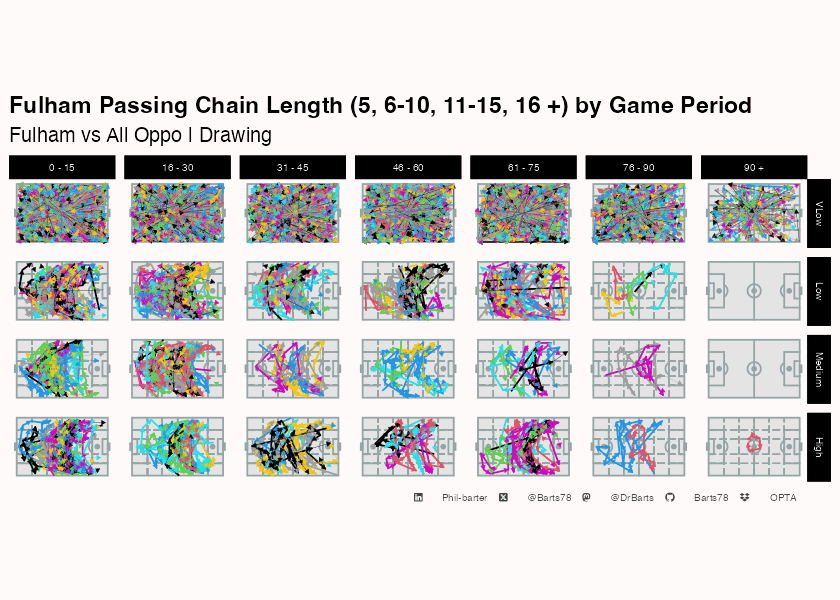 Fulham Passing Chain Length (5, 6-10, 11-15, 16 +) by Game Period
Fulham vs All Oppo | Drawing
0 - 15 16 - 30 31 - 45 46 - 60 61 - 75 76 - 90 90 +
VLow
Low
Medium
High
Phil-barter @Barts78 @DrBarts Barts78 OPTA